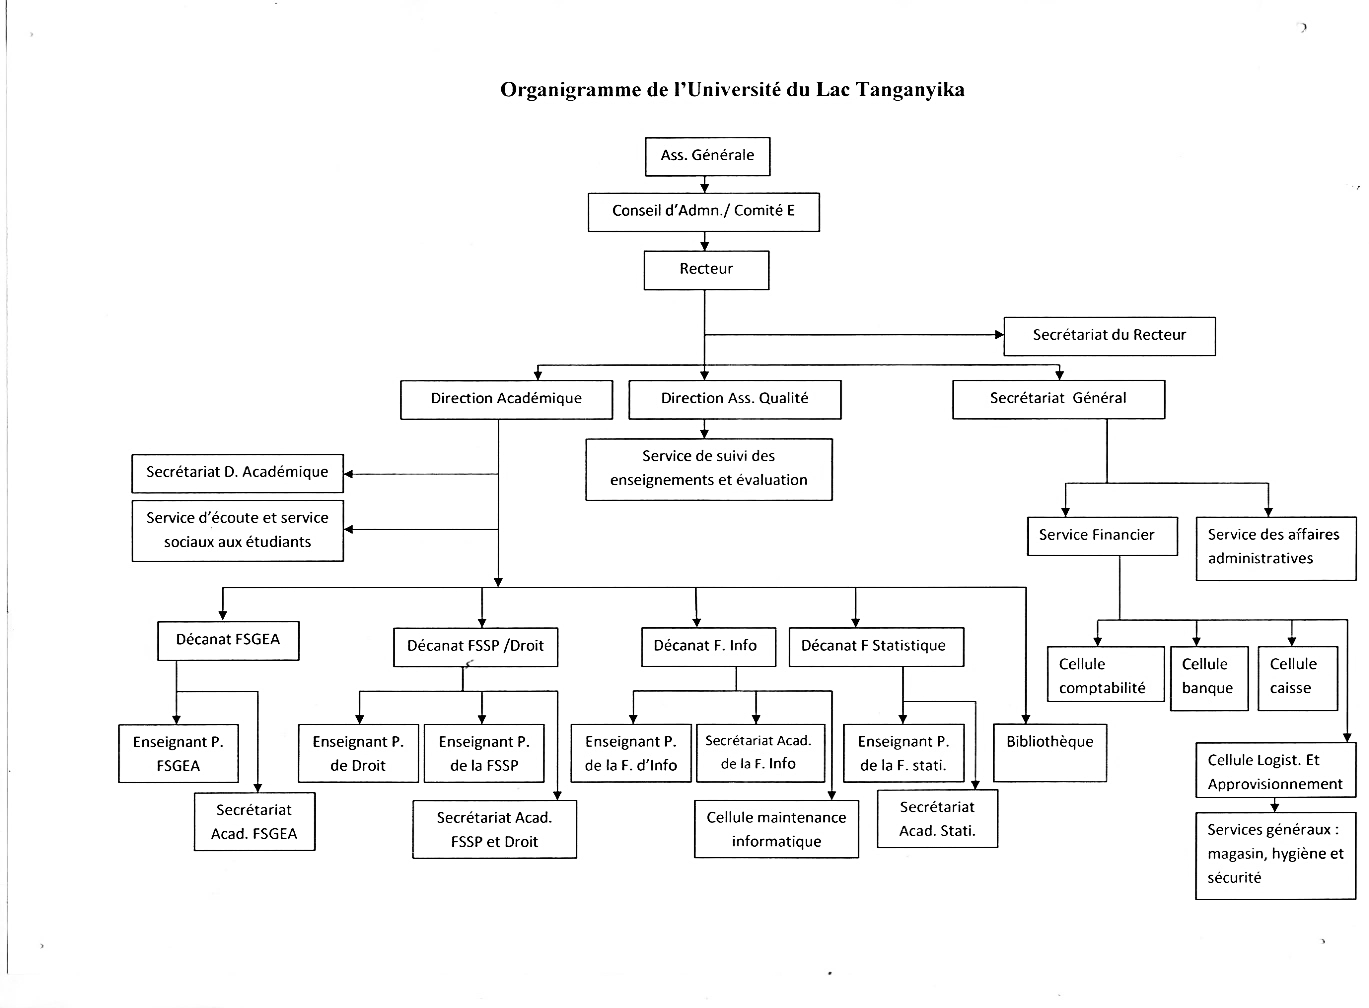 Organigramme de l'Université du Lac Tanganyika
Ass. Générale
Conseil d'Admn./ Comité E
Recteur
Secrétariat du Recteur
Direction Académique
Direction Ass. Qualité
Secrétariat Général
Service de suivi des
enseignements et évaluation
Secrétariat D. Académique
Service d'écoute et service
sociaux aux étudiants
Service Financier
Service des affaires
administratives
Décanat FSGEA
Décanat FSSP /Droit
Décanat F. Info
Décanat F Statistique
Cellule
comptabilité
Cellule
banque
Cellule
caisse
Enseignant P.
FSGEA
Enseignant P.
de Droit
Enseignant P.
de la FSSP
Enseignant P.
de la F. d'Info
Secrétariat Acad.
de la F. Info
Enseignant P.
de la F. stati.
Bibliothèque
Cellule Logist. Et
Approvisionnement
Secrétariat
Acad. FSGEA
Secrétariat Acad.
FSSP et Droit
Cellule maintenance
informatique
Secrétariat
Acad. Stati.
Services généraux :
magasin, hygiène et
sécurité